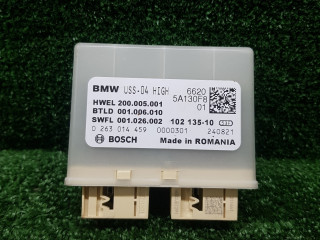 BMW USS-04 HIGH 6620
5A130F8
HWEL 200.005.001 01
BTLD 001.006.010
SWFL 001.026.002 102 135-10
0 263 014 459 0000301 240821
BOSCH Made in ROMANIA